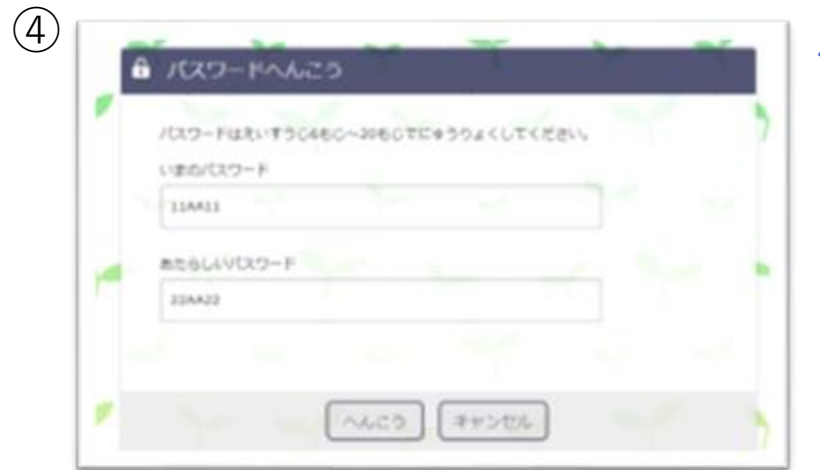 ④
パスワードへんこう
パスワードはえいすうじ6もじ～20もじでにゅうりょくしてください。
いまのパスワード
11AA11
あたらしいパスワード
22AA22
へんこう
キャンセル